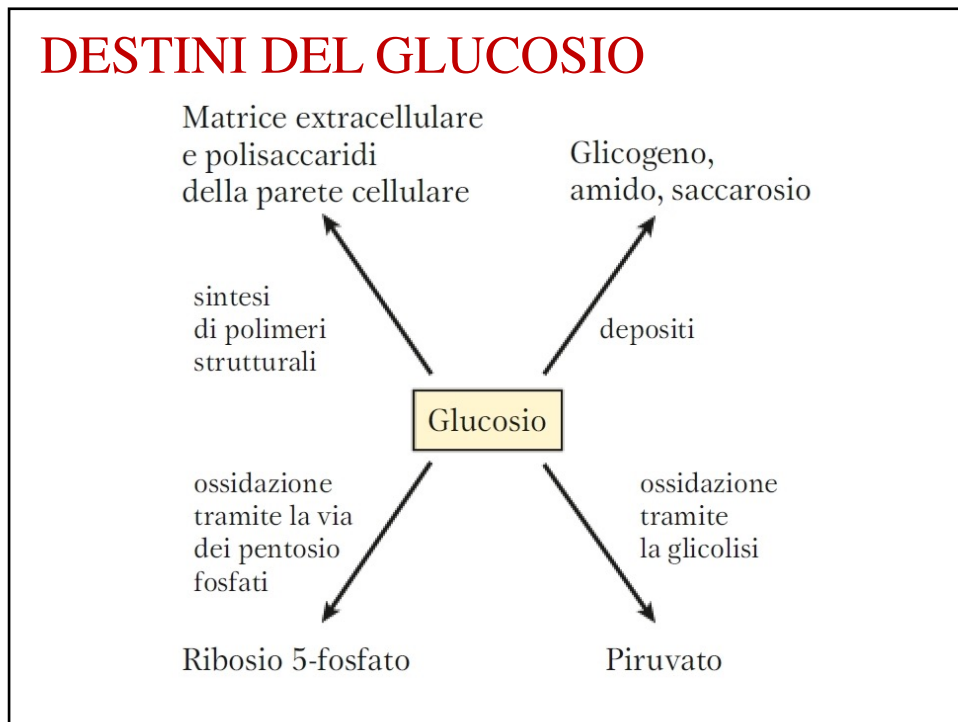 DESTINI DEL GLUCOSIO
Matrice extracellulare
e polisaccaridi
della parete cellulare
Glicogeno,
amido, saccarosio
sintesi
di polimeri
strutturali
depositi
Glucosio
ossidazione
tramite la via
dei pentosio
fosfati
ossidazione
tramite
la glicolisi
Ribosio 5-fosfato
Piruvato